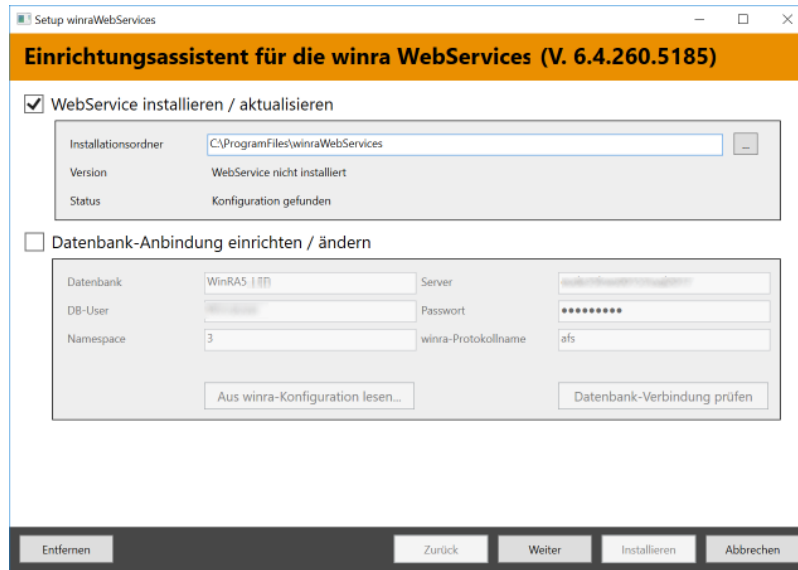 Setup winraWebServices
Einrichtungsassistent für die winra WebServices (V. 6.4.260.5185)
WebService installieren / aktualisieren
Installationsordner C:\ProgramFiles\winraWebServices ...
Version WebService nicht installiert
Status Konfiguration gefunden
Datenbank-Anbindung einrichten / ändern
Datenbank WinRA5 Server
DB-User Passwort •••••••••
Namespace 3 winra-Protokollname afs
Aus winra-Konfiguration lesen... Datenbank-Verbindung prüfen
Entfernen Zurück Weiter Installieren Abbrechen